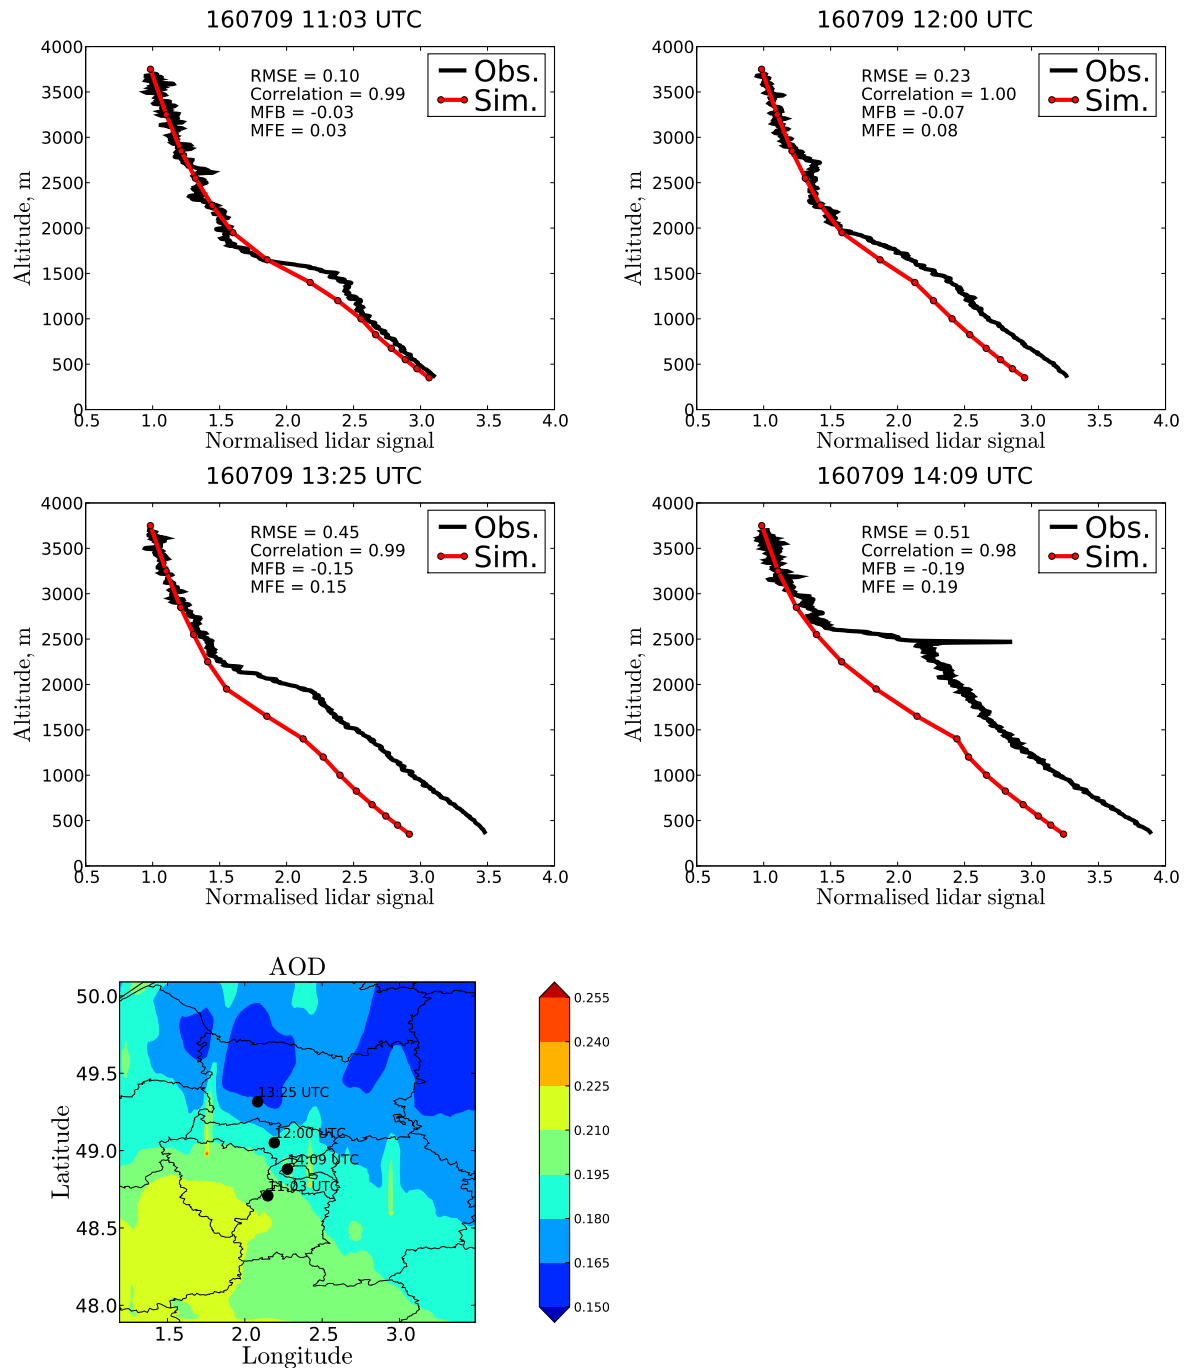 160709 11:03 UTC
4000
3500
3000
2500
2000
1500
1000
500
0
Altitude, m
RMSE = 0.10
Correlation = 0.99
MFB = -0.03
MFE = 0.03
Obs.
Sim.
0.5 1.0 1.5 2.0 2.5 3.0 3.5 4.0
Normalised lidar signal
160709 12:00 UTC
4000
3500
3000
2500
2000
1500
1000
500
0
Altitude, m
RMSE = 0.23
Correlation = 1.00
MFB = -0.07
MFE = 0.08
Obs.
Sim.
0.5 1.0 1.5 2.0 2.5 3.0 3.5 4.0
Normalised lidar signal
160709 13:25 UTC
4000
3500
3000
2500
2000
1500
1000
500
0
Altitude, m
RMSE = 0.45
Correlation = 0.99
MFB = -0.15
MFE = 0.15
Obs.
Sim.
0.5 1.0 1.5 2.0 2.5 3.0 3.5 4.0
Normalised lidar signal
160709 14:09 UTC
4000
3500
3000
2500
2000
1500
1000
500
0
Altitude, m
RMSE = 0.51
Correlation = 0.98
MFB = -0.19
MFE = 0.19
Obs.
Sim.
0.5 1.0 1.5 2.0 2.5 3.0 3.5 4.0
Normalised lidar signal
AOD
50.0
49.5
49.0
48.5
48.0
Latitude
13:25 UTC
12:00 UTC
14:09 UTC
11:03 UTC
1.5 2.0 2.5 3.0
Longitude
0.255
0.240
0.225
0.210
0.195
0.180
0.165
0.150